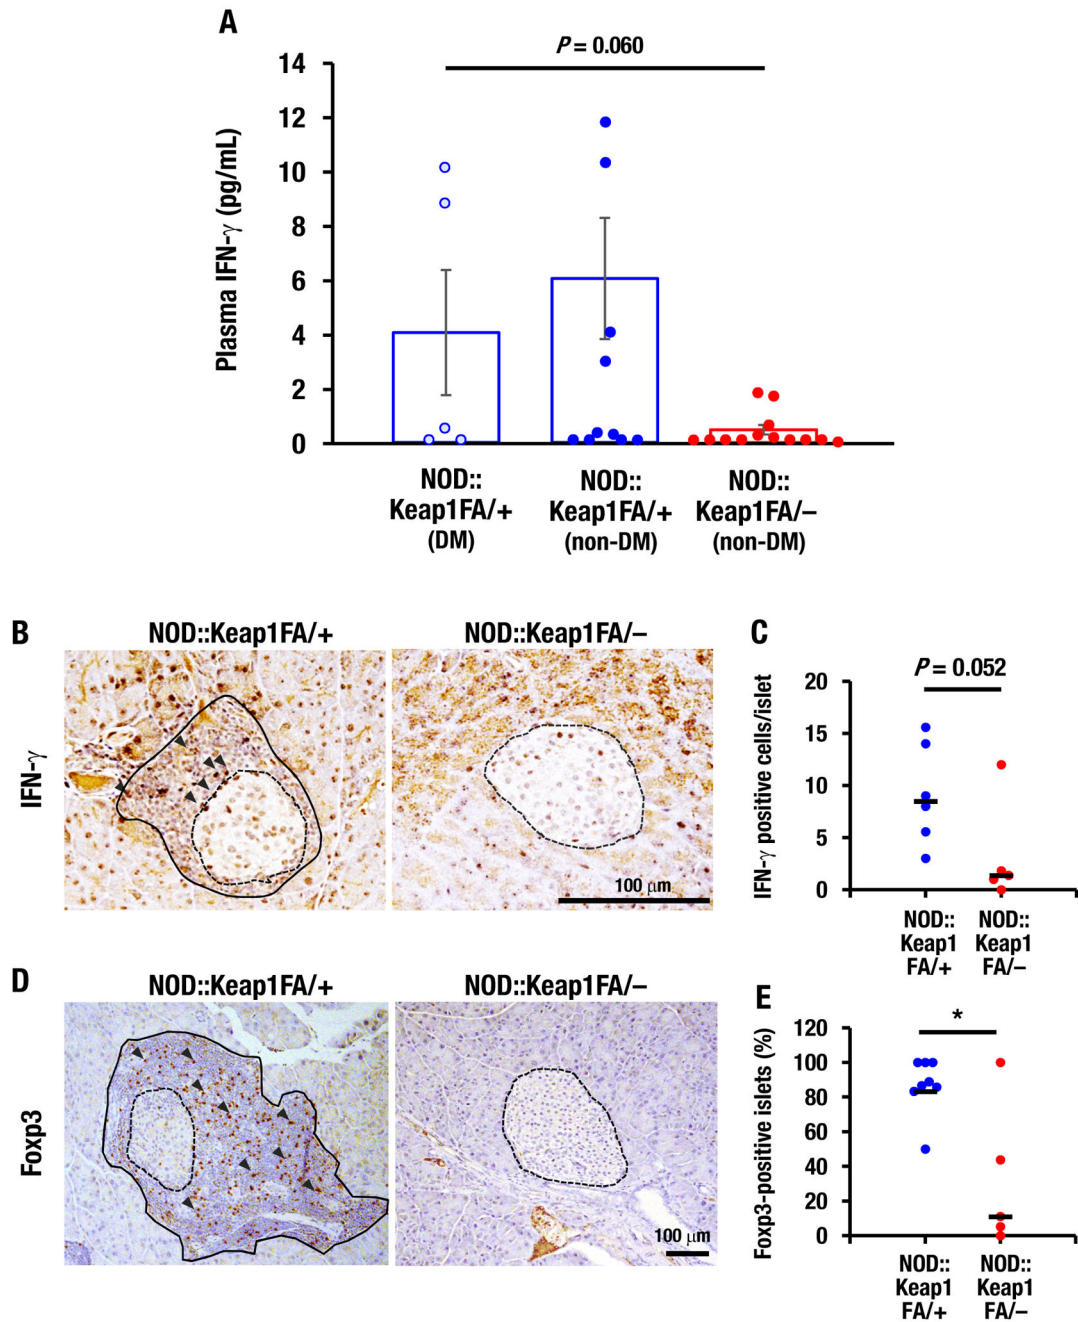 A
P = 0.060
Plasma IFN-γ (pg/mL)
14
12
10
8
6
4
2
0
NOD::
Keap1FA/+
(DM)
NOD::
Keap1FA/+
(non-DM)
NOD::
Keap1FA/–
(non-DM)
B
NOD::Keap1FA/+
NOD::Keap1FA/–
IFN-γ
100 μm
C
P = 0.052
IFN-γ positive cells/islet
20
15
10
5
0
NOD::
Keap1
FA/+
NOD::
Keap1
FA/–
D
NOD::Keap1FA/+
NOD::Keap1FA/–
Foxp3
100 μm
E
*
Foxp3-positive islets (%)
120
100
80
60
40
20
0
NOD::
Keap1
FA/+
NOD::
Keap1
FA/–